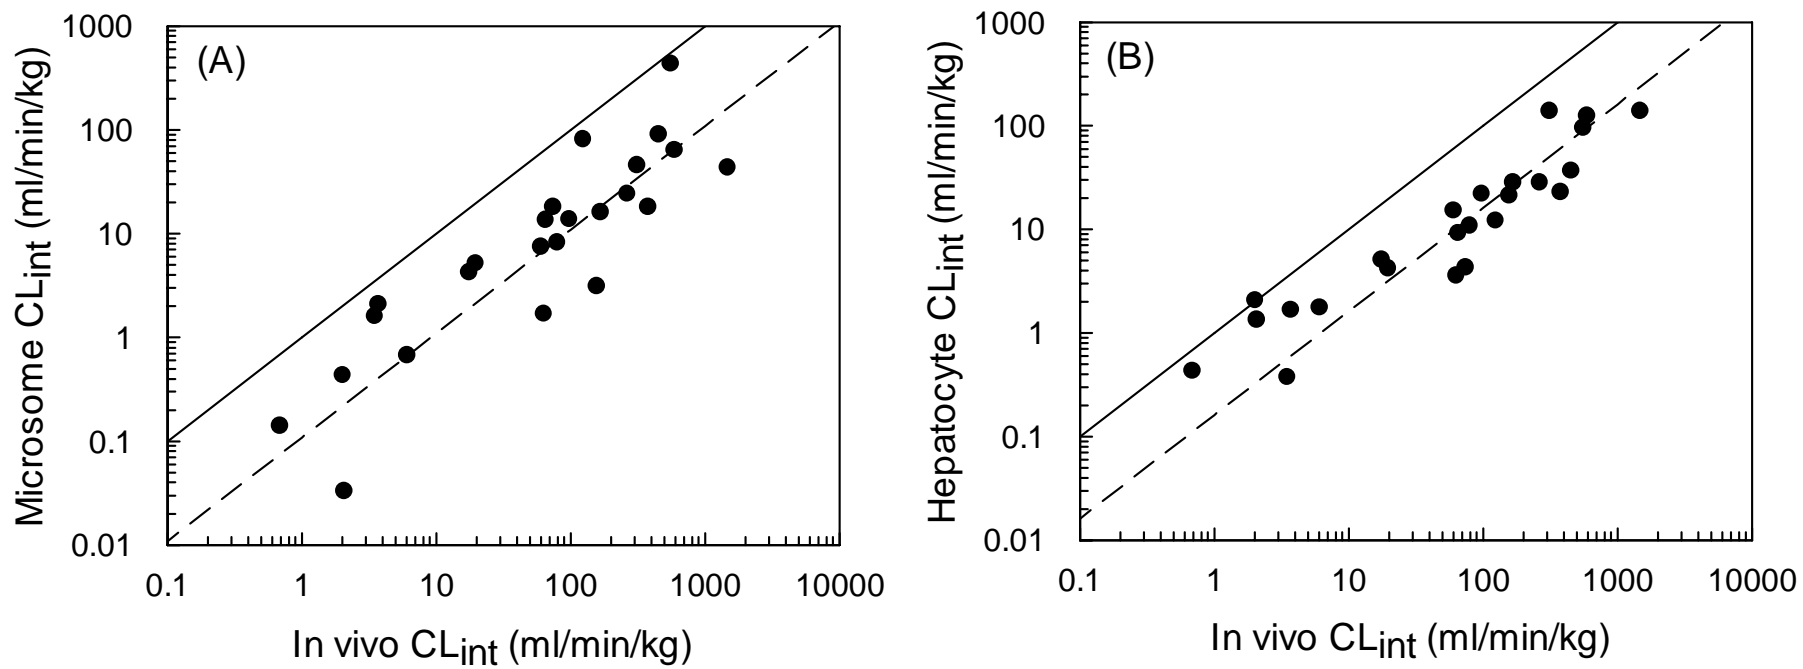 (A)
Microsome CLint (ml/min/kg)
1000
100
10
1
0.1
0.01
0.1 1 10 100 1000 10000
In vivo CLint (ml/min/kg)
(B)
Hepatocyte CLint (ml/min/kg)
1000
100
10
1
0.1
0.01
0.1 1 10 100 1000 10000
In vivo CLint (ml/min/kg)